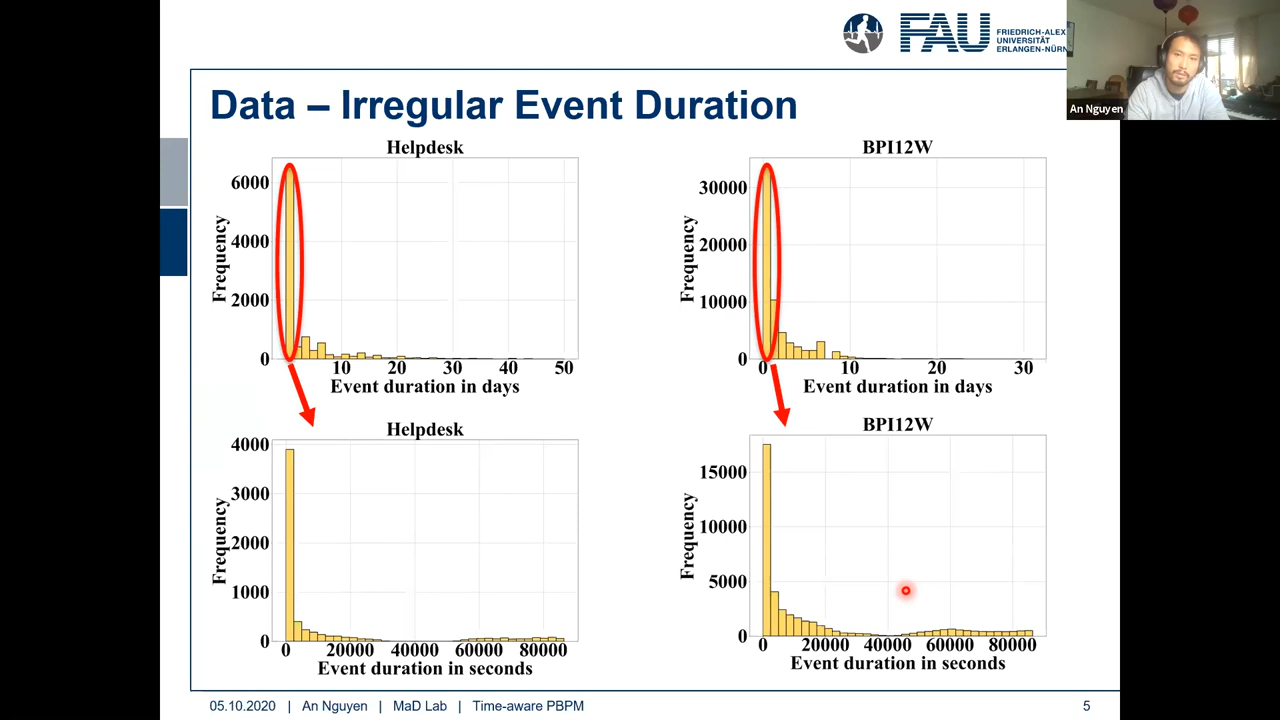 FAU
FRIEDRICH-ALEX
UNIVERSITÄT
ERLANGEN-NÜRN
An Nguyen
Data – Irregular Event Duration
Helpdesk
Frequency
6000
4000
2000
0
10
20
30
40
50
Event duration in days
BPI12W
Frequency
30000
20000
10000
0
0
10
20
30
Event duration in days
Helpdesk
Frequency
4000
3000
2000
1000
0
0
20000
40000
60000
80000
Event duration in seconds
BPI12W
Frequency
15000
10000
5000
0
0
20000
40000
60000
80000
Event duration in seconds
05.10.2020 | An Nguyen | MaD Lab | Time-aware PBPM
5